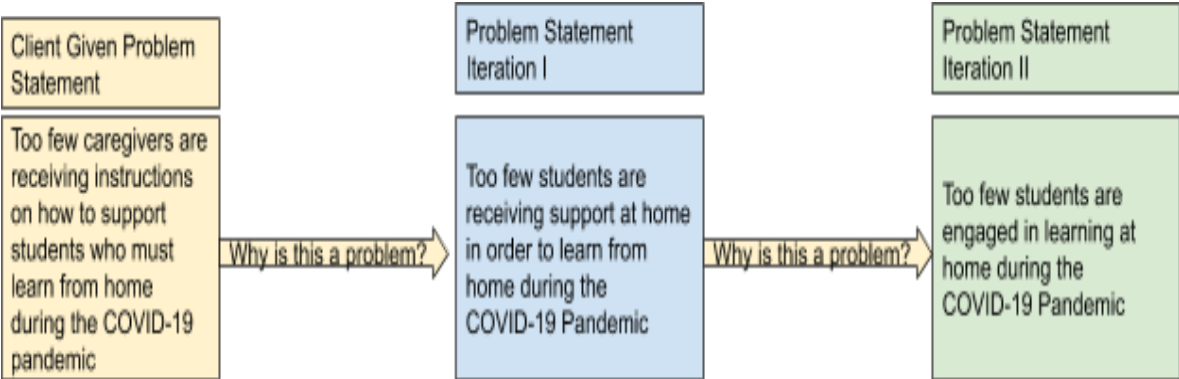 Client Given Problem
Statement
Problem Statement
Iteration I
Problem Statement
Iteration II
Too few caregivers are
receiving instructions
on how to support
students who must
learn from home
during the COVID-19
pandemic
Why is this a problem?
Too few students are
receiving support at home
in order to learn from
home during the
COVID-19 Pandemic
Why is this a problem?
Too few students are
engaged in learning at
home during the
COVID-19 Pandemic